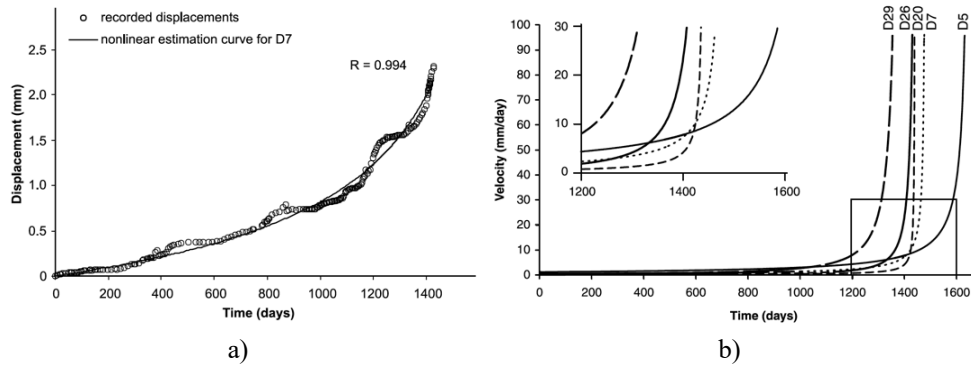 recorded displacements
nonlinear estimation curve for D7
2.5
R = 0.994
2.0
1.5
1.0
0.5
0
Displacement (mm)
0 200 400 600 800 1000 1200 1400
Time (days)
a)
D29 D26 D20 D7 D5
100
90
80
70
60
50
40
30
20
10
0
Velocity (mm/day)
30
20
10
0
1200 1400 1600
0 200 400 600 800 1000 1200 1400 1600
Time (days)
b)